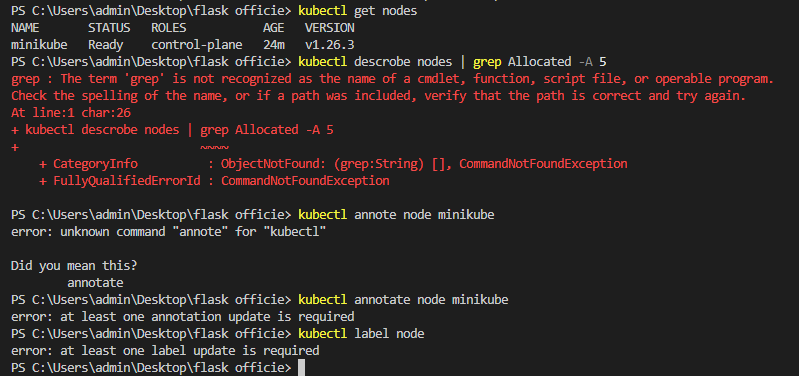 PS C:\Users\admin\Desktop\flask officie> kubectl get nodes
NAME       STATUS   ROLES           AGE   VERSION
minikube   Ready    control-plane   24m   v1.26.3
PS C:\Users\admin\Desktop\flask officie> kubectl descrobe nodes | grep Allocated -A 5
grep : The term 'grep' is not recognized as the name of a cmdlet, function, script file, or operable program.
Check the spelling of the name, or if a path was included, verify that the path is correct and try again.
At line:1 char:26
+ kubectl descrobe nodes | grep Allocated -A 5
+                          ~~~~
    + CategoryInfo          : ObjectNotFound: (grep:String) [], CommandNotFoundException
    + FullyQualifiedErrorId : CommandNotFoundException
PS C:\Users\admin\Desktop\flask officie> kubectl annote node minikube
error: unknown command "annote" for "kubectl"
Did you mean this?
        annotate
PS C:\Users\admin\Desktop\flask officie> kubectl annotate node minikube
error: at least one annotation update is required
PS C:\Users\admin\Desktop\flask officie> kubectl label node
error: at least one label update is required
PS C:\Users\admin\Desktop\flask officie>